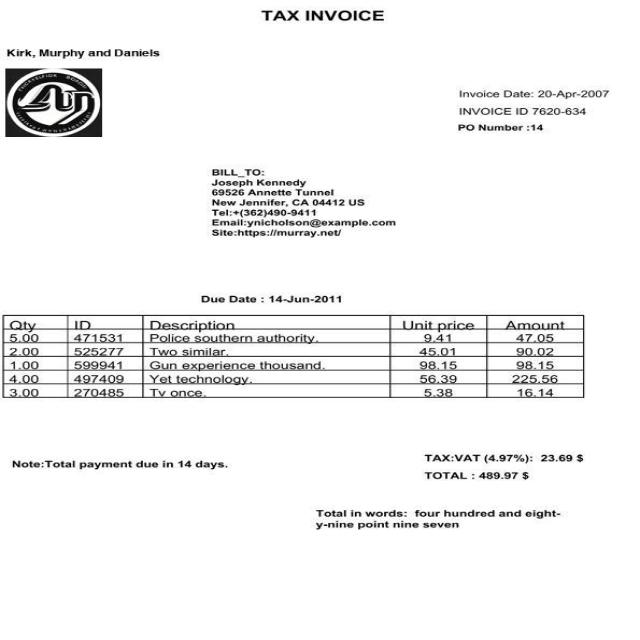 TAX INVOICE
Kirk, Murphy and Daniels
Invoice Date: 20-Apr-2007
INVOICE ID 7620-634
PO Number :14
BILL_TO:
Joseph Kennedy
69526 Annette Tunnel
New Jennifer, CA 04412 US
Tel:+(362)490-9411
Email:ynicholson@example.com
Site:https://murray.net/
Due Date : 14-Jun-2011
Qty ID Description Unit price Amount
5.00 471531 Police southern authority. 9.41 47.05
2.00 525277 Two similar. 45.01 90.02
1.00 599941 Gun experience thousand. 98.15 98.15
4.00 497409 Yet technology. 56.39 225.56
3.00 270485 Tv once. 5.38 16.14
TAX:VAT (4.97%): 23.69 $
Note:Total payment due in 14 days.
TOTAL : 489.97 $
Total in words: four hundred and eight-
y-nine point nine seven